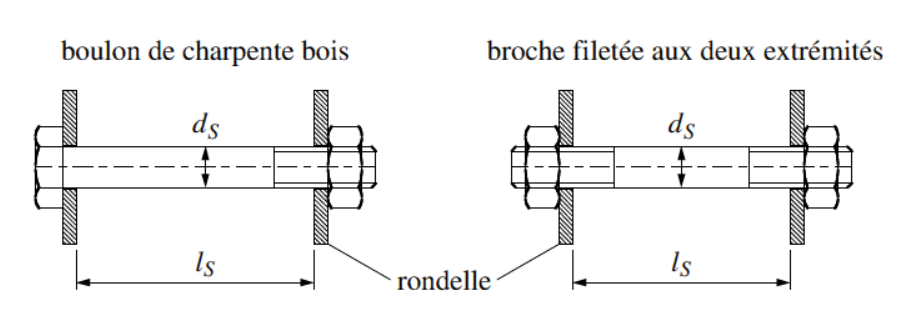 boulon de charpente bois
broche filetée aux deux extrémités
dS
dS
lS
rondelle
lS